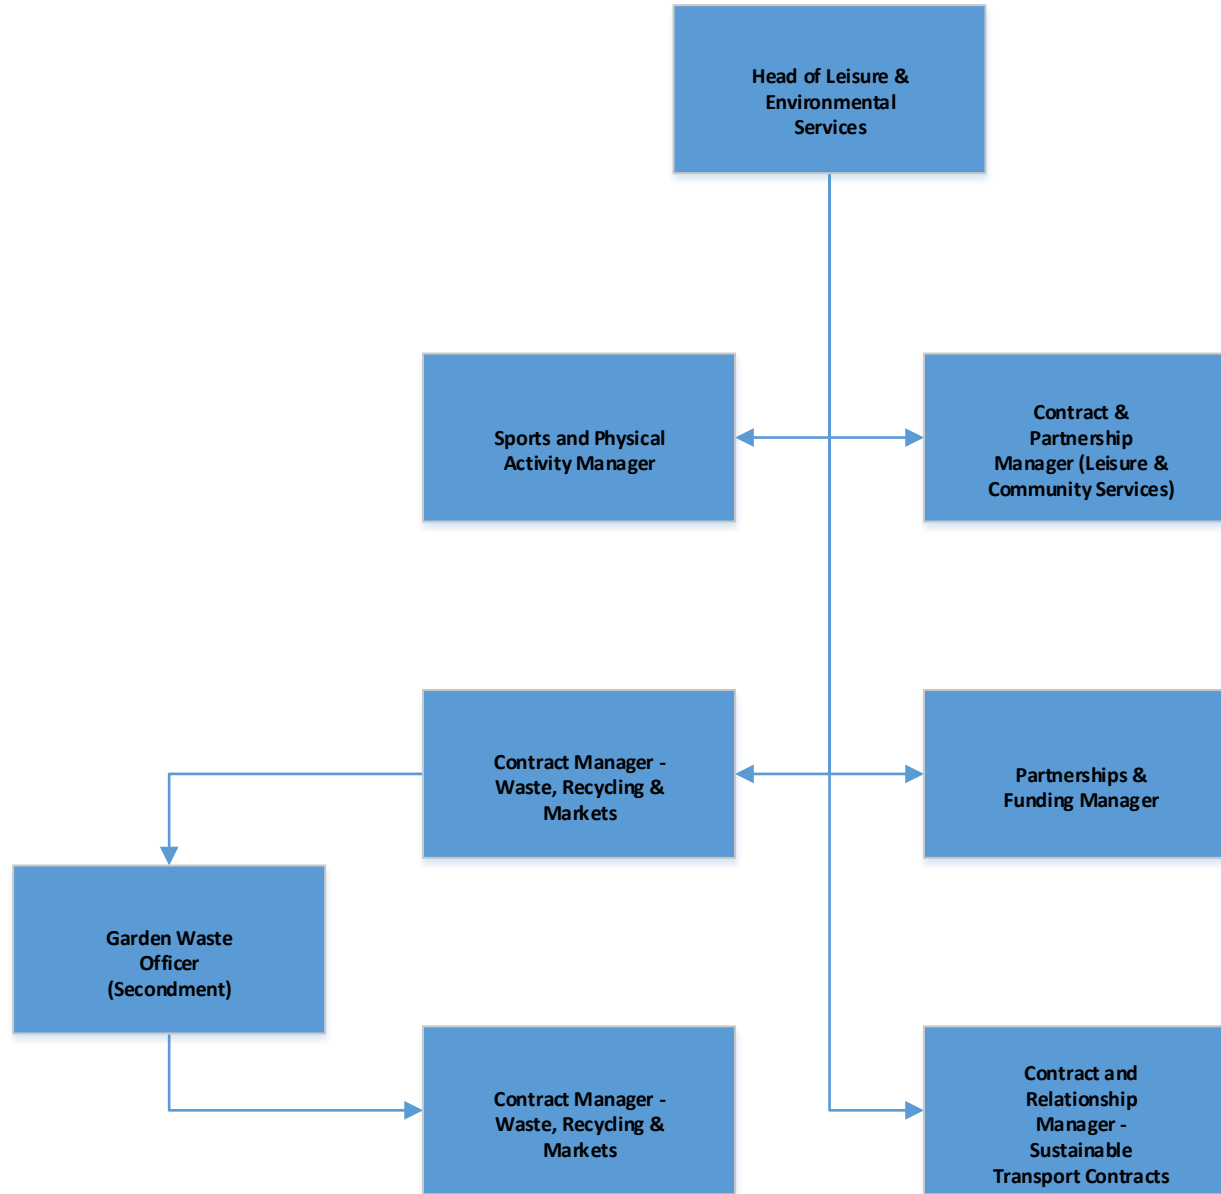 Head of Leisure &
Environmental
Services
Sports and Physical
Activity Manager
Contract &
Partnership
Manager (Leisure &
Community Services)
Contract Manager -
Waste, Recycling &
Markets
Partnerships &
Funding Manager
Garden Waste
Officer
(Secondment)
Contract Manager -
Waste, Recycling &
Markets
Contract and
Relationship
Manager -
Sustainable
Transport Contracts